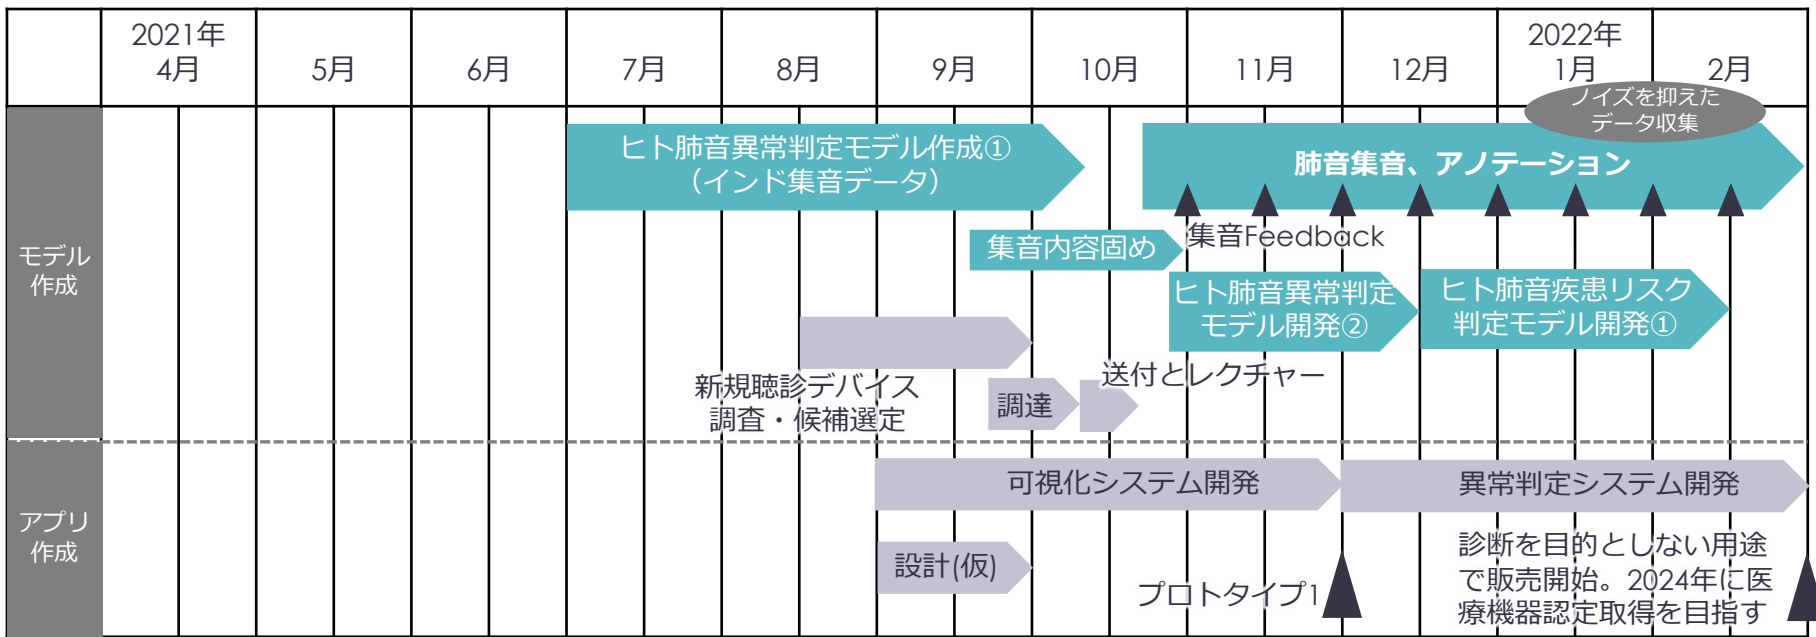 2021年
4月
5月
6月
7月
8月
9月
10月
11月
12月
2022年
1月
2月
ノイズを抑えた
データ収集
モデル
作成
ヒト肺音異常判定モデル作成①
（インド集音データ）
肺音集音、アノテーション
集音内容固め
集音Feedback
ヒト肺音異常判定
モデル開発②
ヒト肺音疾患リスク
判定モデル開発①
新規聴診デバイス
調査・候補選定
調達
送付とレクチャー
アプリ
作成
可視化システム開発
異常判定システム開発
設計(仮)
プロトタイプ1
診断を目的としない用途
で販売開始。2024年に医
療機器認定取得を目指す